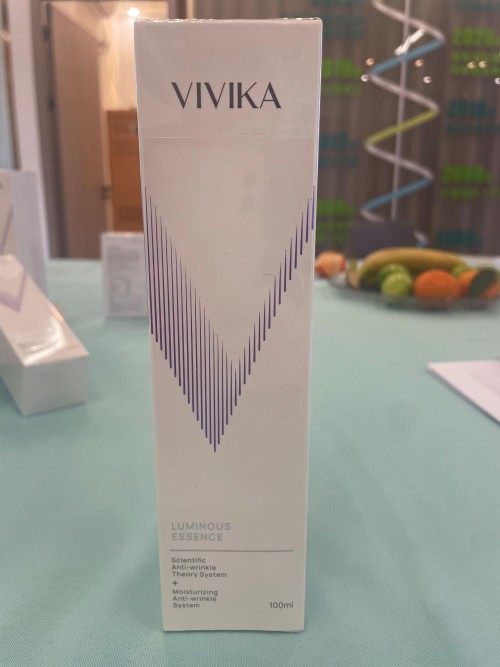 VIVIKA
LUMINOUS
ESSENCE
Scientific
Anti-wrinkle
Theory System
+
Moisturizing
Anti-wrinkle
System
100ml